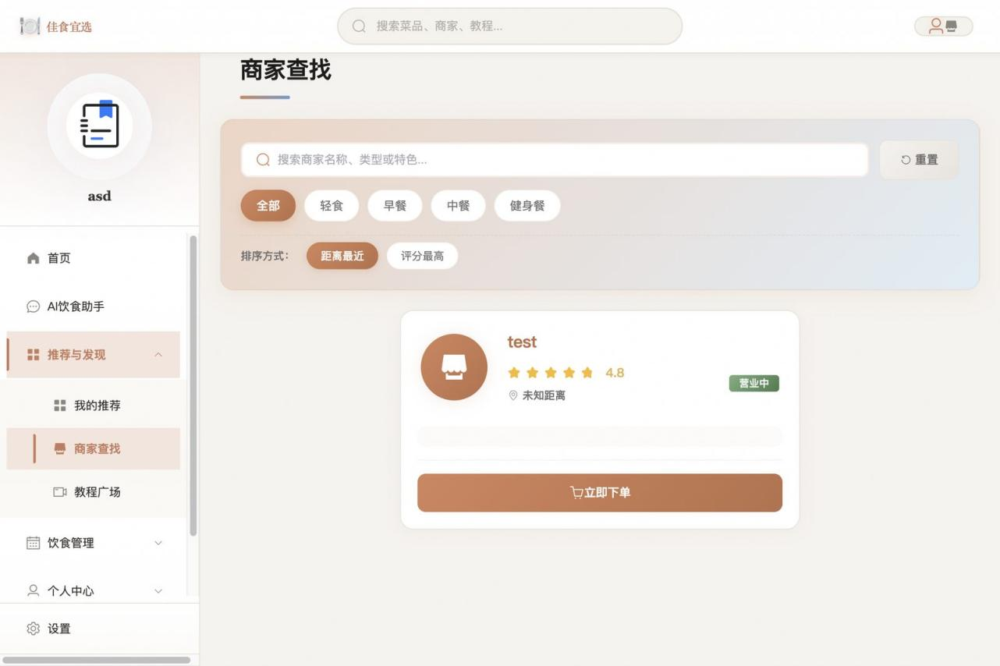 佳食宜选
搜索菜品、商家、教程...
asd
首页
AI饮食助手
推荐与发现
我的推荐
商家查找
教程广场
饮食管理
个人中心
设置
商家查找
搜索商家名称、类型或特色...
重置
全部 轻食 早餐 中餐 健身餐
排序方式： 距离最近 评分最高
test
4.8
未知距离
营业中
立即下单